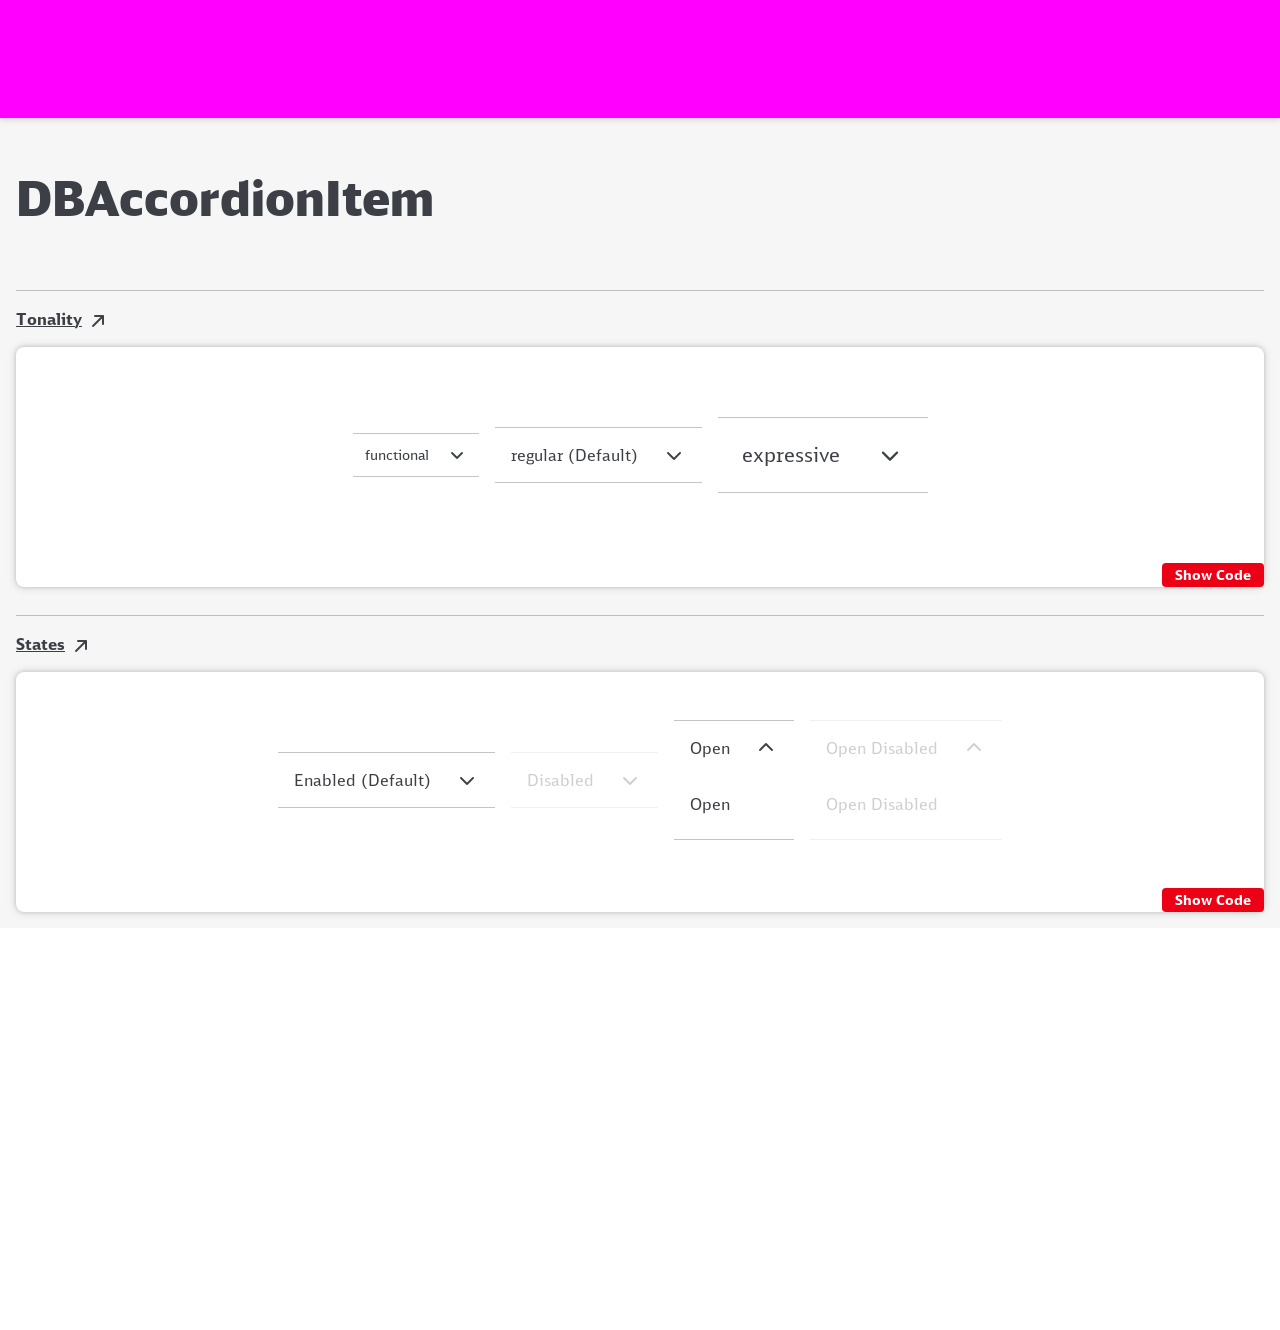 DBAccordionItem
Tonality
functional
regular (Default)
expressive
Show Code
States
Enabled (Default)
Disabled
Open
Open Disabled
Open
Open Disabled
Show Code